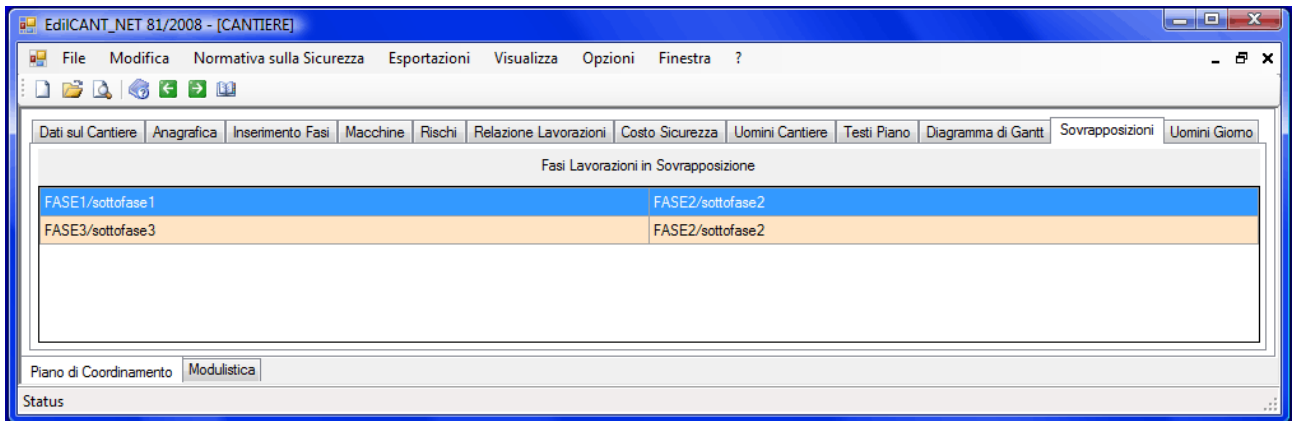 EdilCANT_NET 81/2008 - [CANTIERE]
File Modifica Normativa sulla Sicurezza Esportazioni Visualizza Opzioni Finestra ?
Dati sul Cantiere Anagrafica Inserimento Fasi Macchine Rischi Relazione Lavorazioni Costo Sicurezza Uomini Cantiere Testi Piano Diagramma di Gantt Sovrapposizioni Uomini Giorno
Fasi Lavorazioni in Sovrapposizione
FASE1/sottofase1 FASE2/sottofase2
FASE3/sottofase3 FASE2/sottofase2
Piano di Coordinamento Modulistica
Status